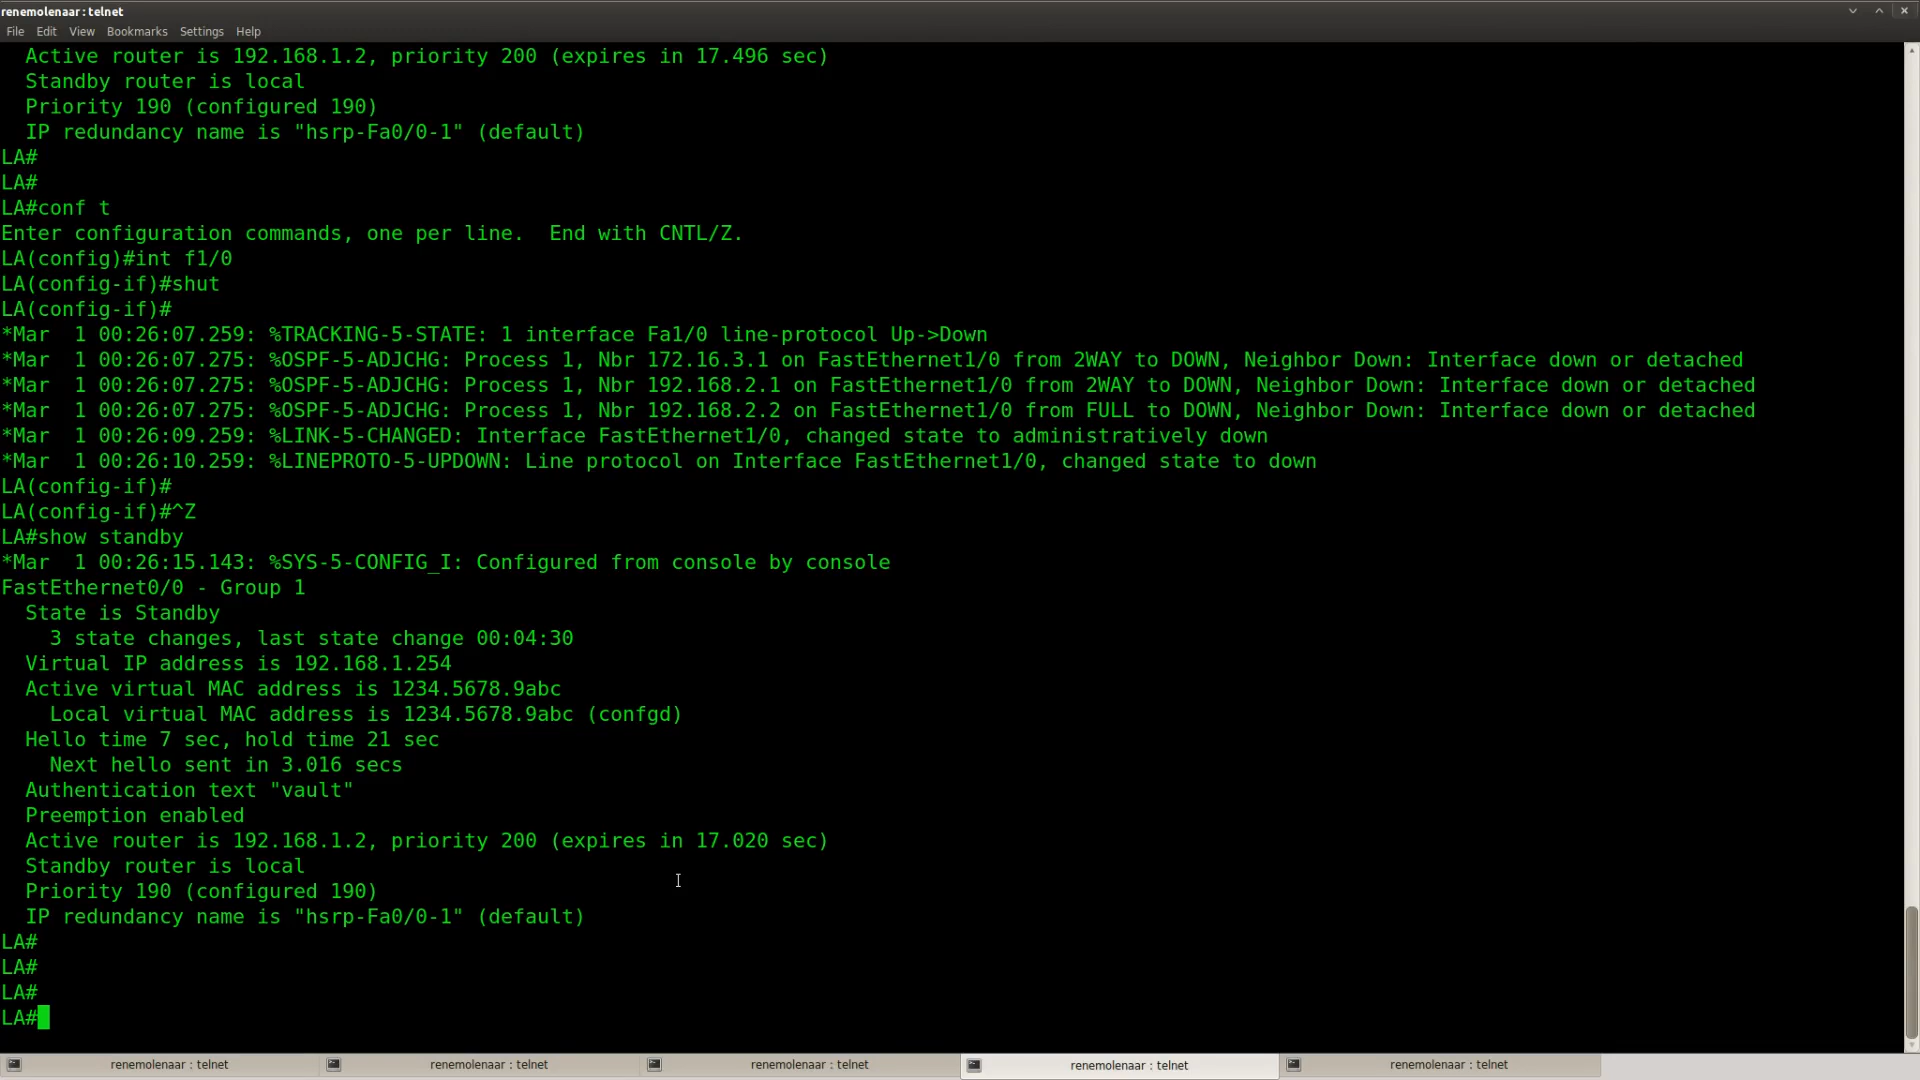 renemolenaar : telnet
File Edit View Bookmarks Settings Help
Active router is 192.168.1.2, priority 200 (expires in 17.496 sec)
Standby router is local
Priority 190 (configured 190)
IP redundancy name is "hsrp-Fa0/0-1" (default)
LA#
LA#
LA#conf t
Enter configuration commands, one per line.  End with CNTL/Z.
LA(config)#int f1/0
LA(config-if)#shut
LA(config-if)#
*Mar  1 00:26:07.259: %TRACKING-5-STATE: 1 interface Fa1/0 line-protocol Up->Down
*Mar  1 00:26:07.275: %OSPF-5-ADJCHG: Process 1, Nbr 172.16.3.1 on FastEthernet1/0 from 2WAY to DOWN, Neighbor Down: Interface down or detached
*Mar  1 00:26:07.275: %OSPF-5-ADJCHG: Process 1, Nbr 192.168.2.1 on FastEthernet1/0 from 2WAY to DOWN, Neighbor Down: Interface down or detached
*Mar  1 00:26:07.275: %OSPF-5-ADJCHG: Process 1, Nbr 192.168.2.2 on FastEthernet1/0 from FULL to DOWN, Neighbor Down: Interface down or detached
*Mar  1 00:26:09.259: %LINK-5-CHANGED: Interface FastEthernet1/0, changed state to administratively down
*Mar  1 00:26:10.259: %LINEPROTO-5-UPDOWN: Line protocol on Interface FastEthernet1/0, changed state to down
LA(config-if)#
LA(config-if)#^Z
LA#show standby
*Mar  1 00:26:15.143: %SYS-5-CONFIG_I: Configured from console by console
FastEthernet0/0 - Group 1
State is Standby
3 state changes, last state change 00:04:30
Virtual IP address is 192.168.1.254
Active virtual MAC address is 1234.5678.9abc
Local virtual MAC address is 1234.5678.9abc (confgd)
Hello time 7 sec, hold time 21 sec
Next hello sent in 3.016 secs
Authentication text "vault"
Preemption enabled
Active router is 192.168.1.2, priority 200 (expires in 17.020 sec)
Standby router is local
Priority 190 (configured 190)
IP redundancy name is "hsrp-Fa0/0-1" (default)
LA#
LA#
LA#
LA#
renemolenaar : telnet renemolenaar : telnet renemolenaar : telnet renemolenaar : telnet renemolenaar : telnet